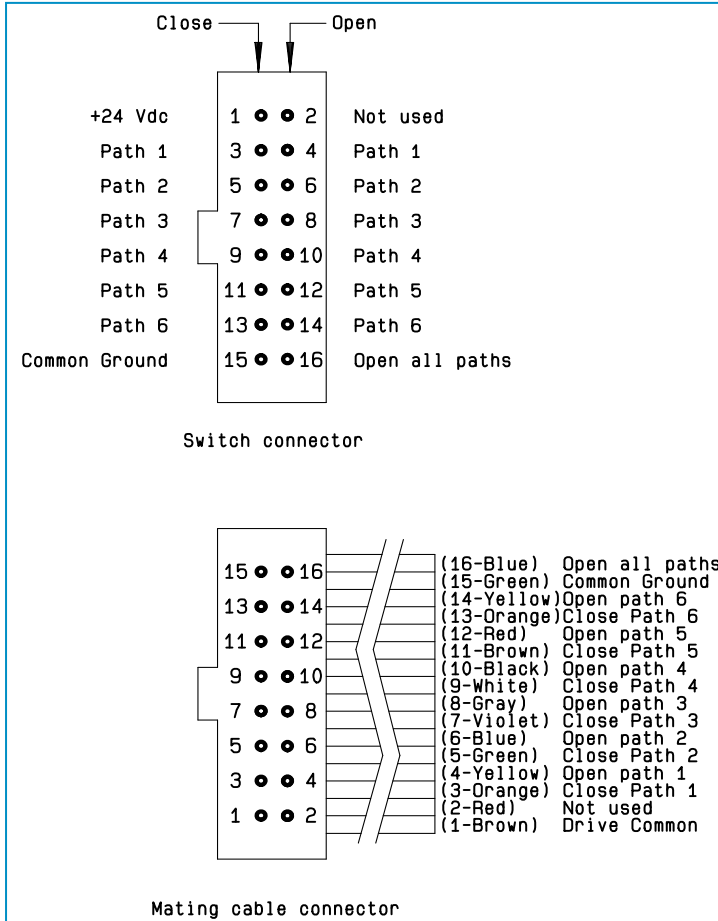 Close Open
+24 Vdc 1 2 Not used
Path 1 3 4 Path 1
Path 2 5 6 Path 2
Path 3 7 8 Path 3
Path 4 9 10 Path 4
Path 5 11 12 Path 5
Path 6 13 14 Path 6
Common Ground 15 16 Open all paths
Switch connector
15 16
13 14
11 12
9 10
7 8
5 6
3 4
1 2
(16-Blue) Open all paths
(15-Green) Common Ground
(14-Yellow)Open path 6
(13-Orange)Close Path 6
(12-Red) Open path 5
(11-Brown) Close Path 5
(10-Black) Open path 4
(9-White) Close Path 4
(8-Gray) Open path 3
(7-Violet) Close Path 3
(6-Blue) Open path 2
(5-Green) Close Path 2
(4-Yellow) Open path 1
(3-Orange) Close Path 1
(2-Red) Not used
(1-Brown) Drive Common
Mating cable connector